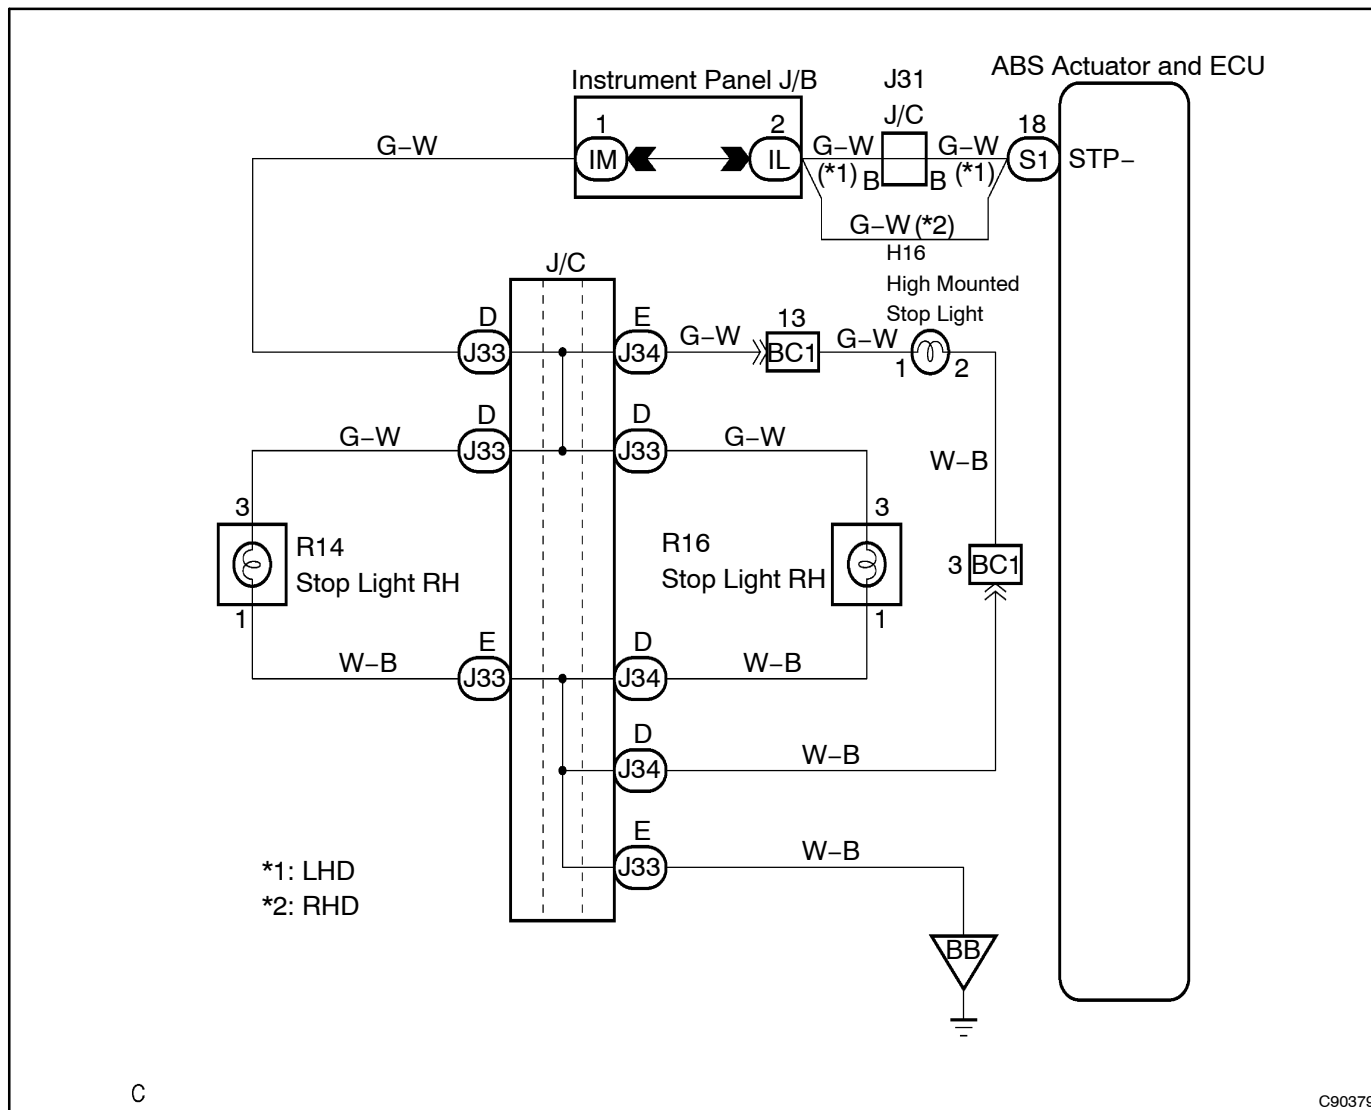 ABS Actuator and ECU
Instrument Panel J/B
J31
J/C
1
2
18
G–W
IM
IL
G–W
G–W
S1
STP–
(*1)
B
B
(*1)
G–W (*2)
H16
High Mounted
Stop Light
J/C
D
E
13
J33
J34
G–W
BC1
G–W
1
2
D
D
G–W
J33
J33
G–W
W–B
3
3
R14
Stop Light RH
R16
Stop Light RH
3
BC1
1
1
E
D
W–B
J33
J34
W–B
D
J34
W–B
E
J33
W–B
*1: LHD
*2: RHD
BB
C
C90379